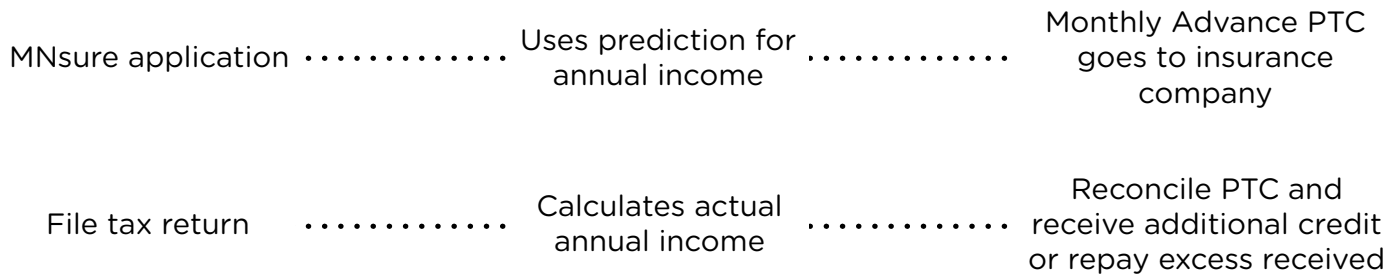 MNsure application
Uses prediction for
annual income
Monthly Advance PTC
goes to insurance
company
File tax return
Calculates actual
annual income
Reconcile PTC and
receive additional credit
or repay excess received